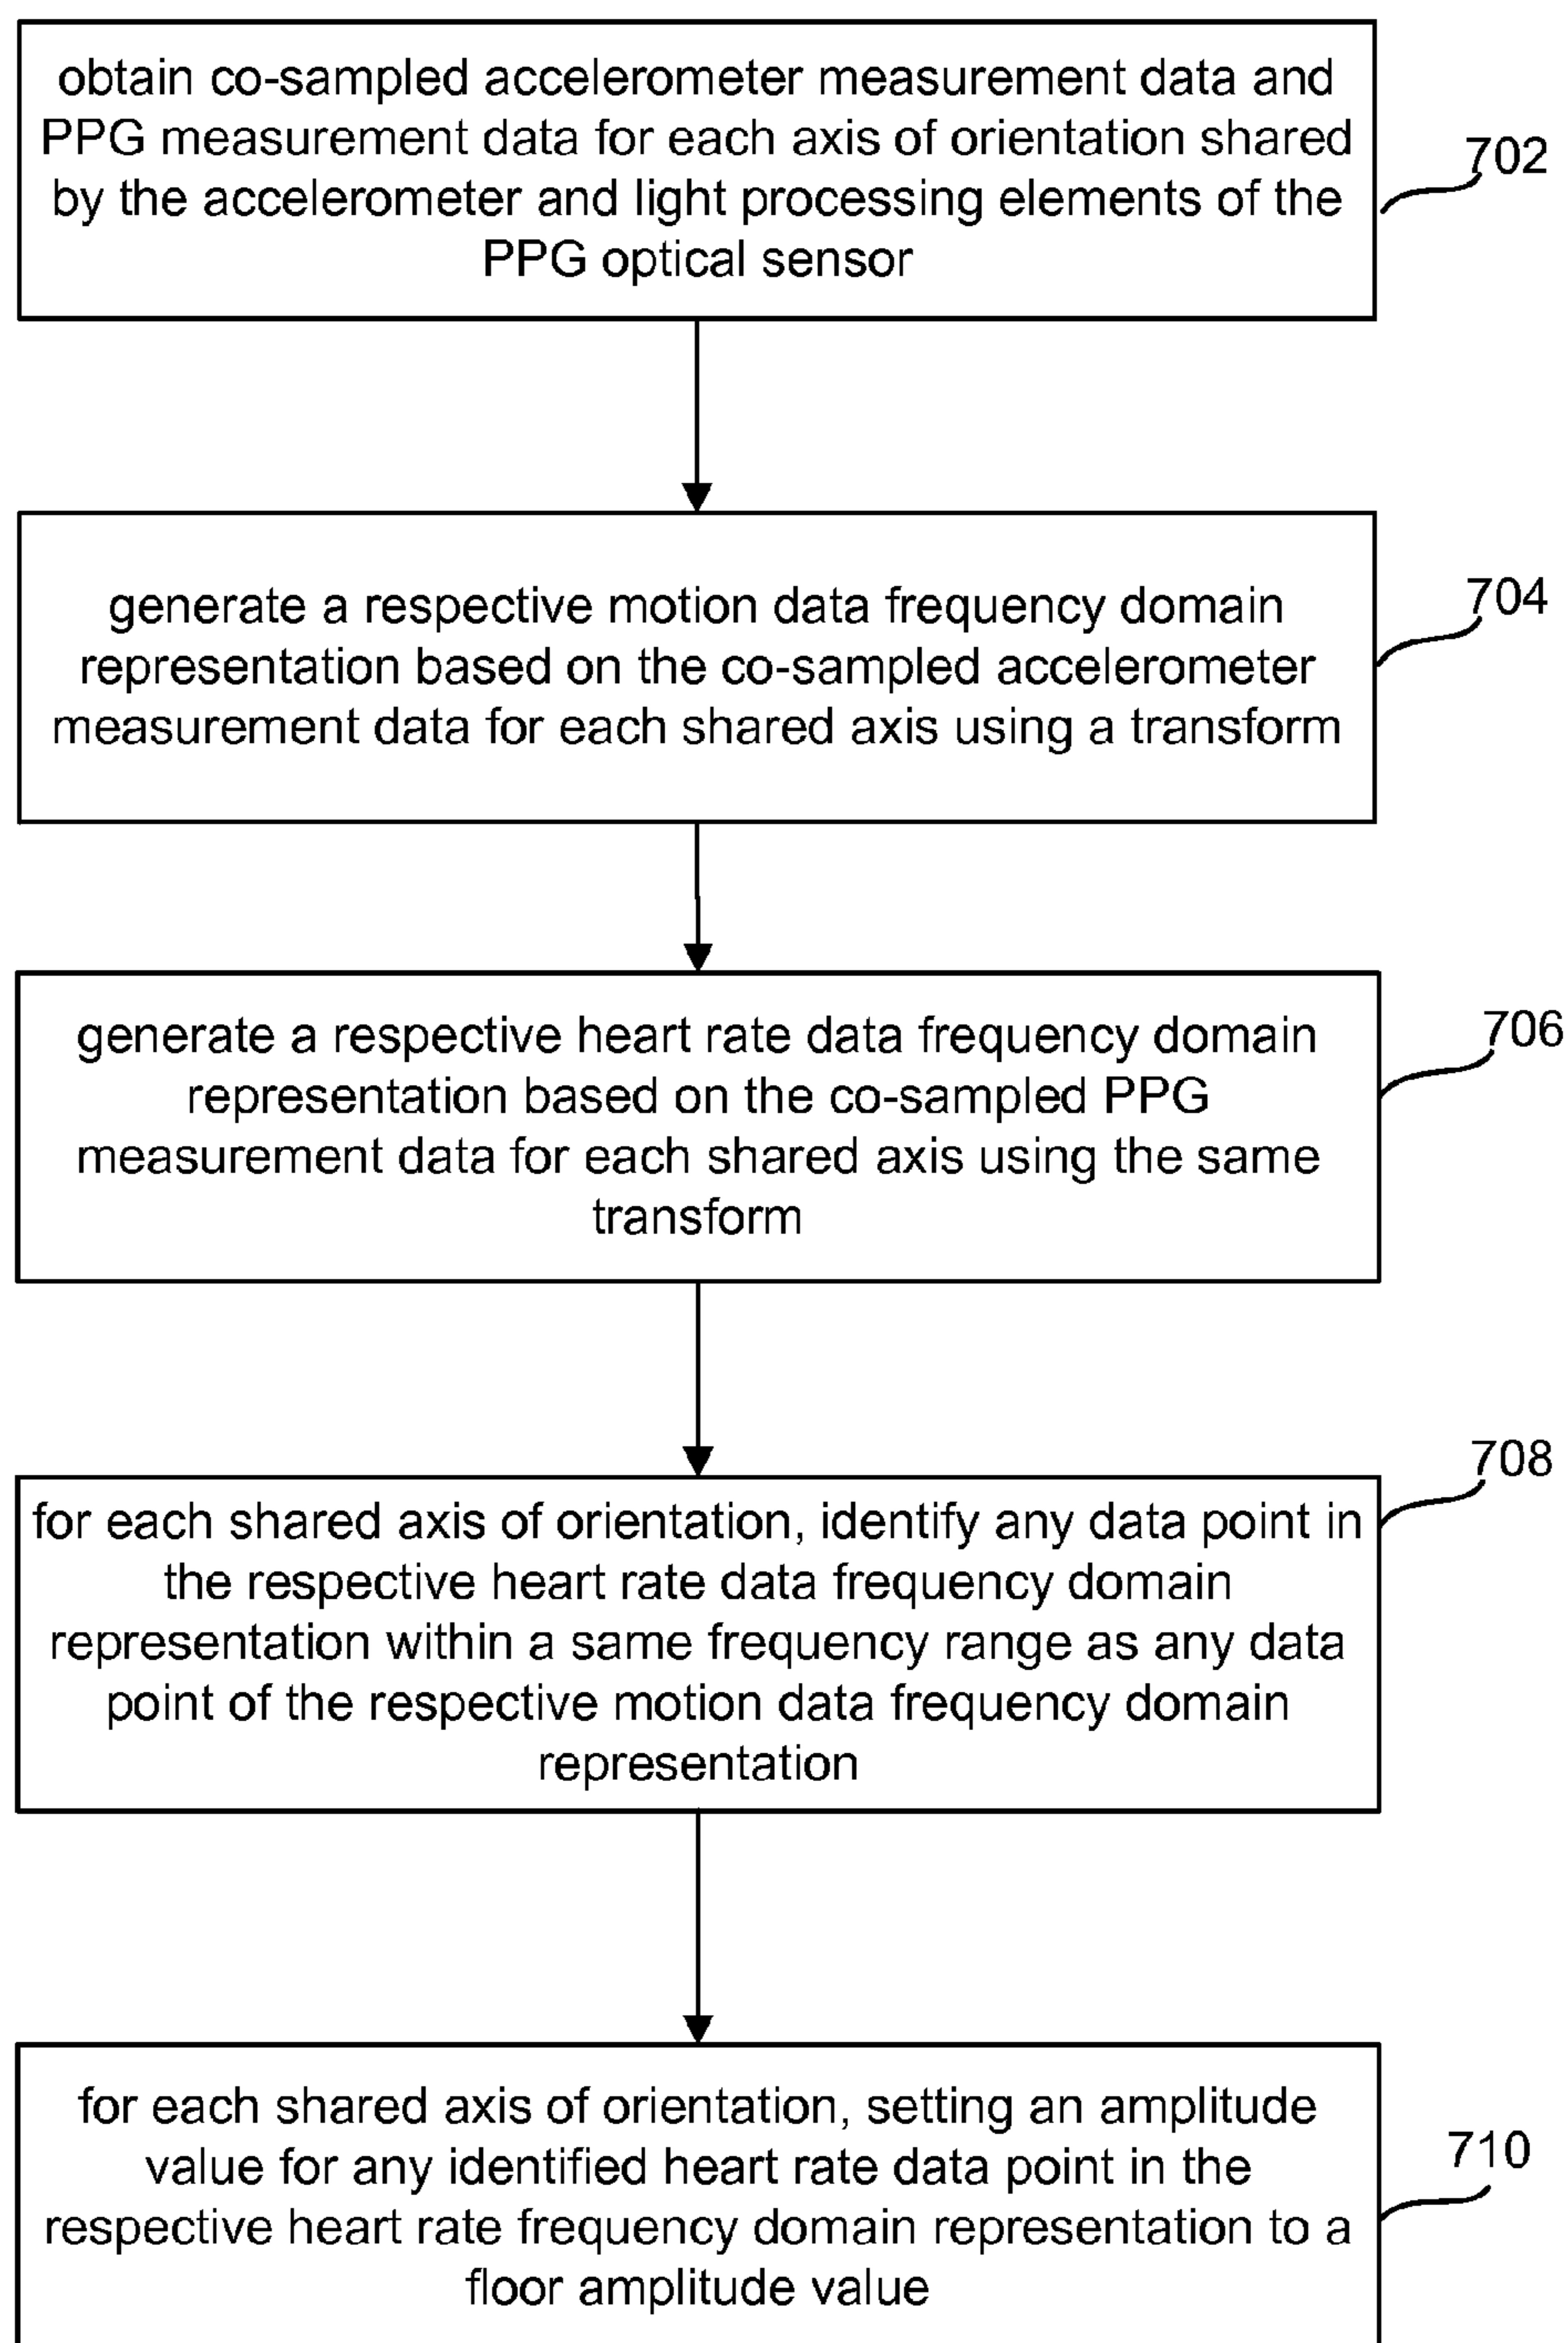 obtain co-sampled accelerometer measurement data and
PPG measurement data for each axis of orientation shared
by the accelerometer and light processing elements of the
PPG optical sensor
702
generate a respective motion data frequency domain
representation based on the co-sampled accelerometer
measurement data for each shared axis using a transform
704
generate a respective heart rate data frequency domain
representation based on the co-sampled PPG
measurement data for each shared axis using the same
transform
706
for each shared axis of orientation, identify any data point in
the respective heart rate data frequency domain
representation within a same frequency range as any data
point of the respective motion data frequency domain
representation
708
for each shared axis of orientation, setting an amplitude
value for any identified heart rate data point in the
respective heart rate frequency domain representation to a
floor amplitude value
710